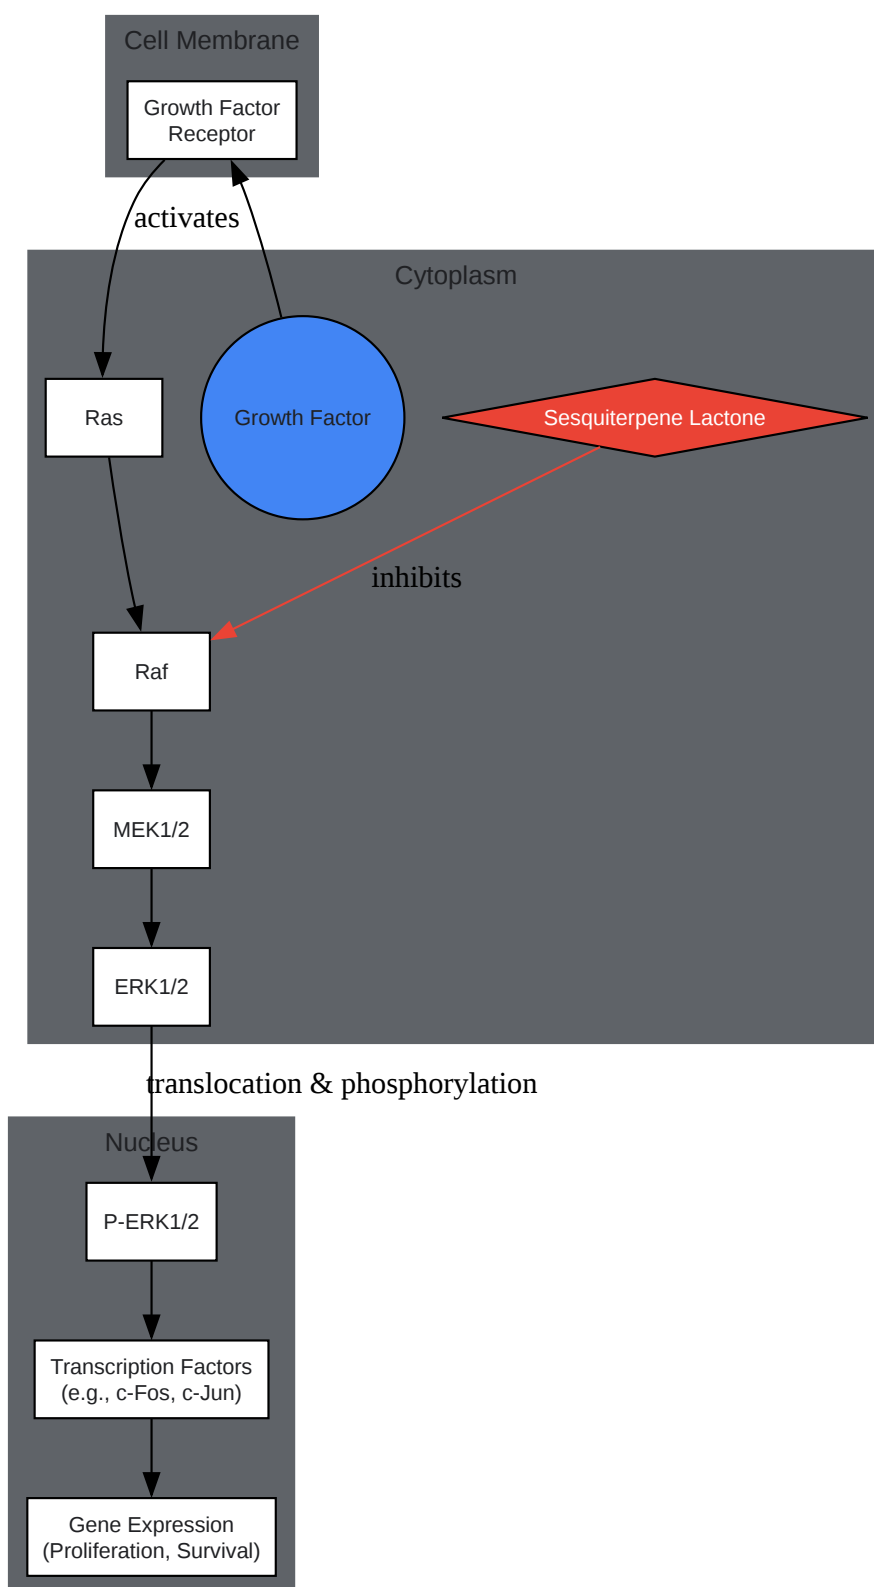 Cell Membrane
Growth Factor
Receptor
activates
Cytoplasm
Ras
Growth Factor
Sesquiterpene Lactone
inhibits
Raf
MEK1/2
ERK1/2
translocation & phosphorylation
Nucleus
P-ERK1/2
Transcription Factors
(e.g., c-Fos, c-Jun)
Gene Expression
(Proliferation, Survival)